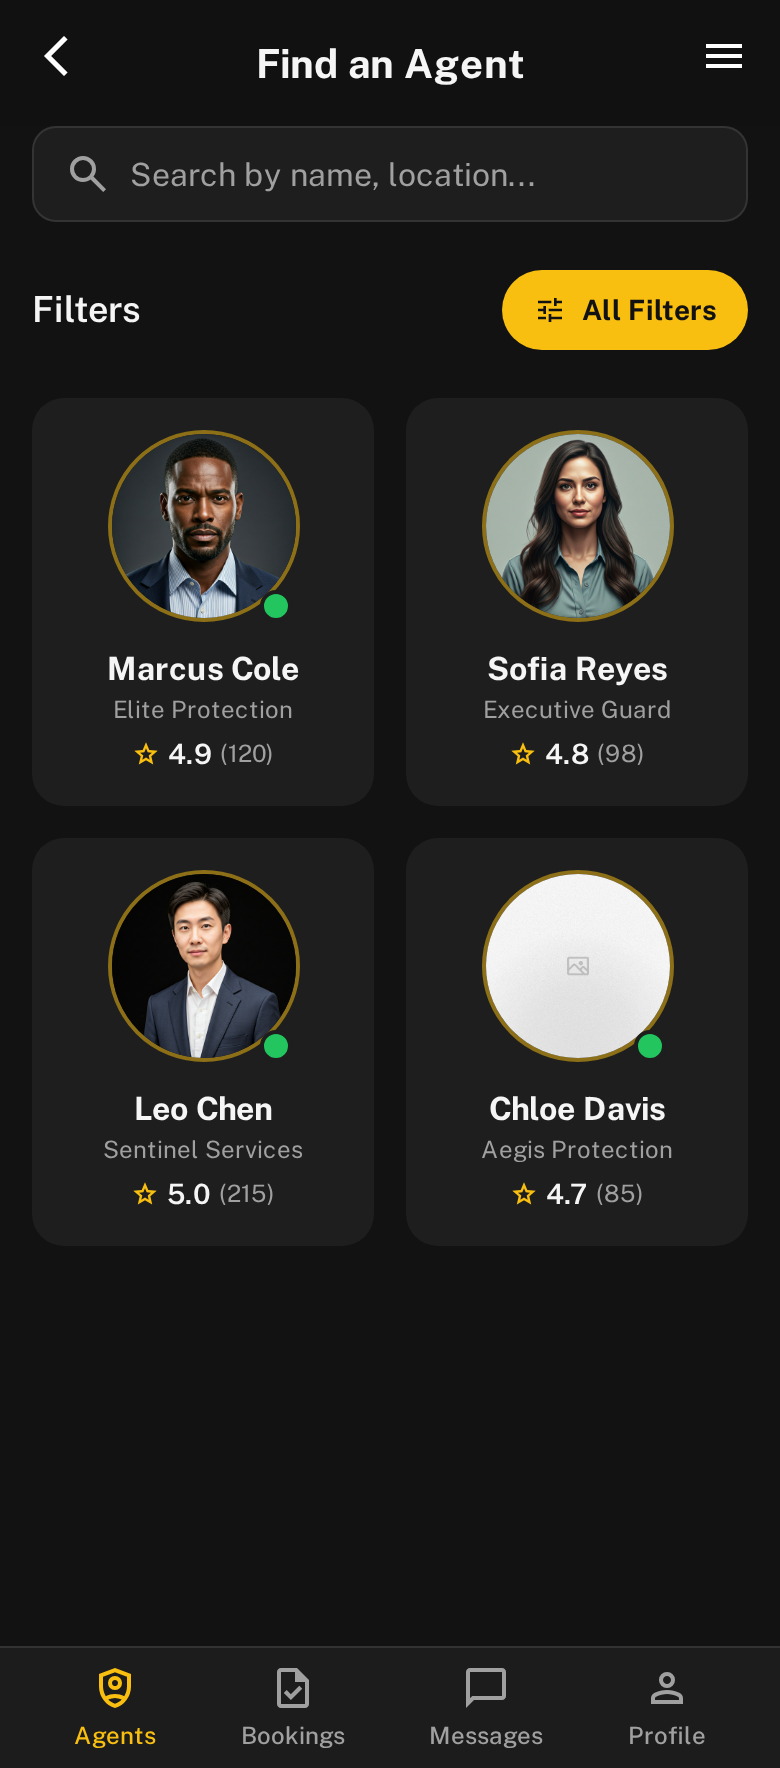 Find an Agent
Search by name, location...
Filters
All Filters
Marcus Cole
Elite Protection
4.9 (120)
Sofia Reyes
Executive Guard
4.8 (98)
Leo Chen
Sentinel Services
5.0 (215)
Chloe Davis
Aegis Protection
4.7 (85)
Agents
Bookings
Messages
Profile